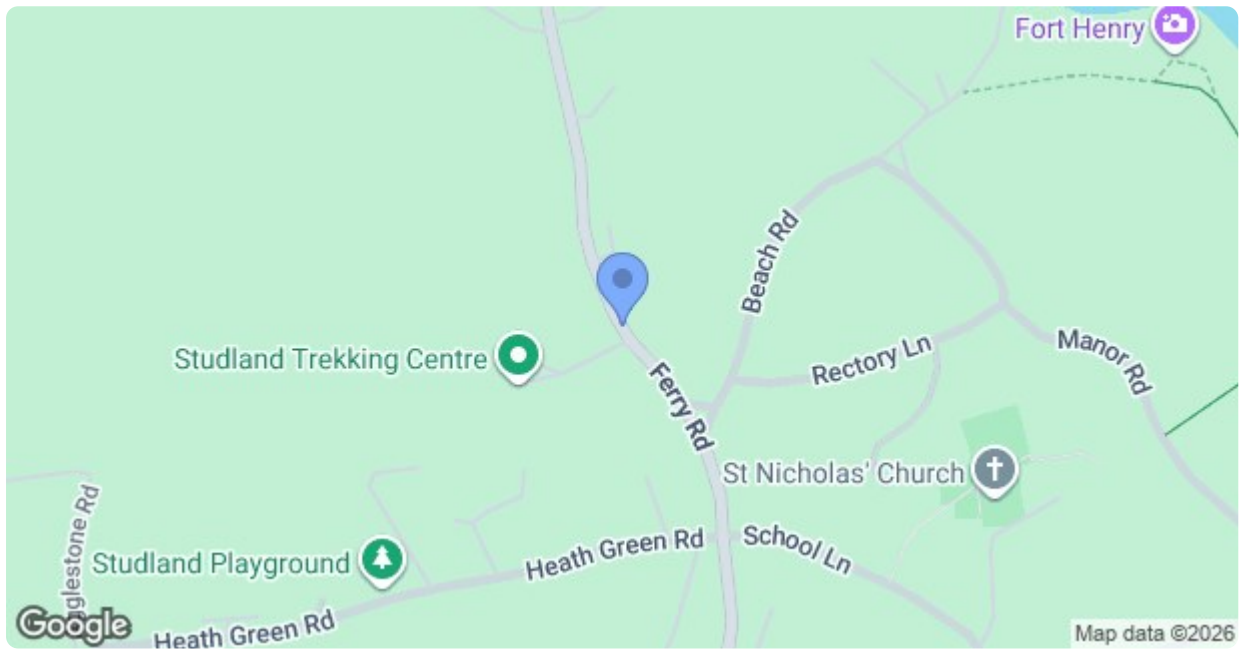 Fort Henry
Beach Rd
Studland Trekking Centre
Rectory Ln
Manor Rd
Ferry Rd
St Nicholas' Church
School Ln
Heath Green Rd
Studland Playground
Heath Green Rd
Google
Map data ©2026